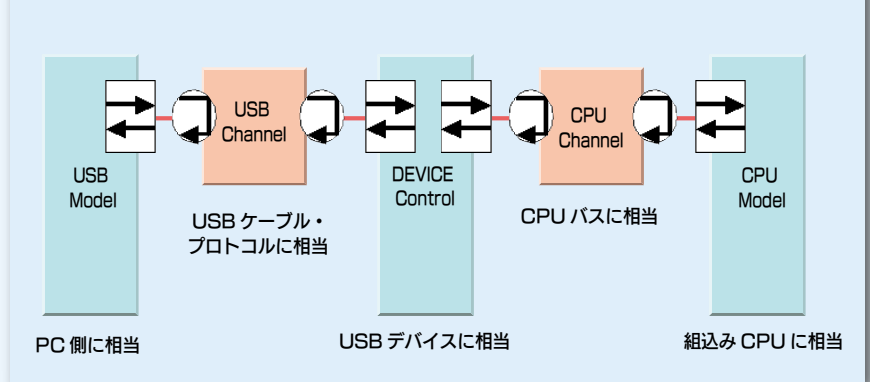 USB
Model
USB
Channel
DEVICE
Control
CPU
Channel
CPU
Model
USB ケーブル・
プロトコルに相当
CPU バスに相当
PC 側に相当
USB デバイスに相当
組込み CPU に相当